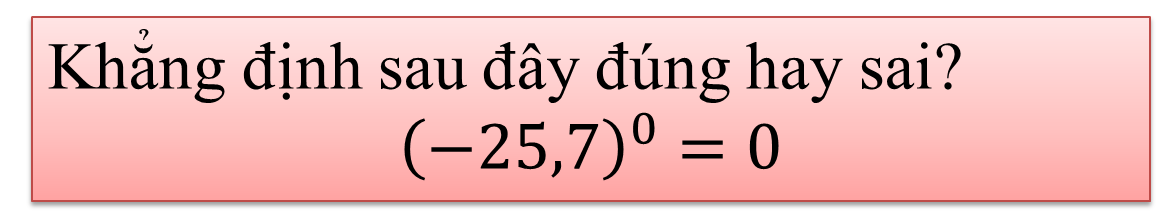 Khẳng định sau đây đúng hay sai?
(−25,7)⁰ = 0